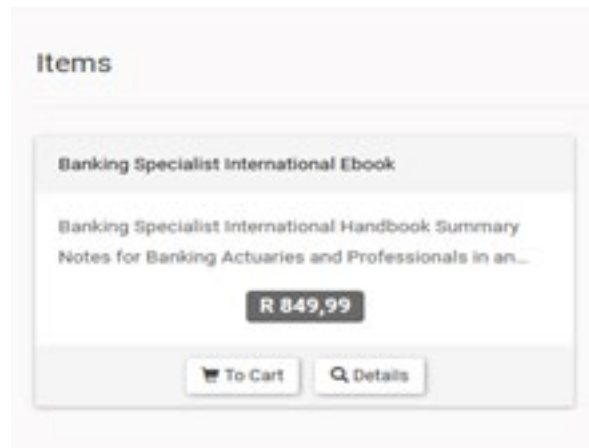 Items
Banking Specialist International Ebook
Banking Specialist International Handbook Summary
Notes for Banking Actuaries and Professionals in an...
R 849,99
To Cart
Details